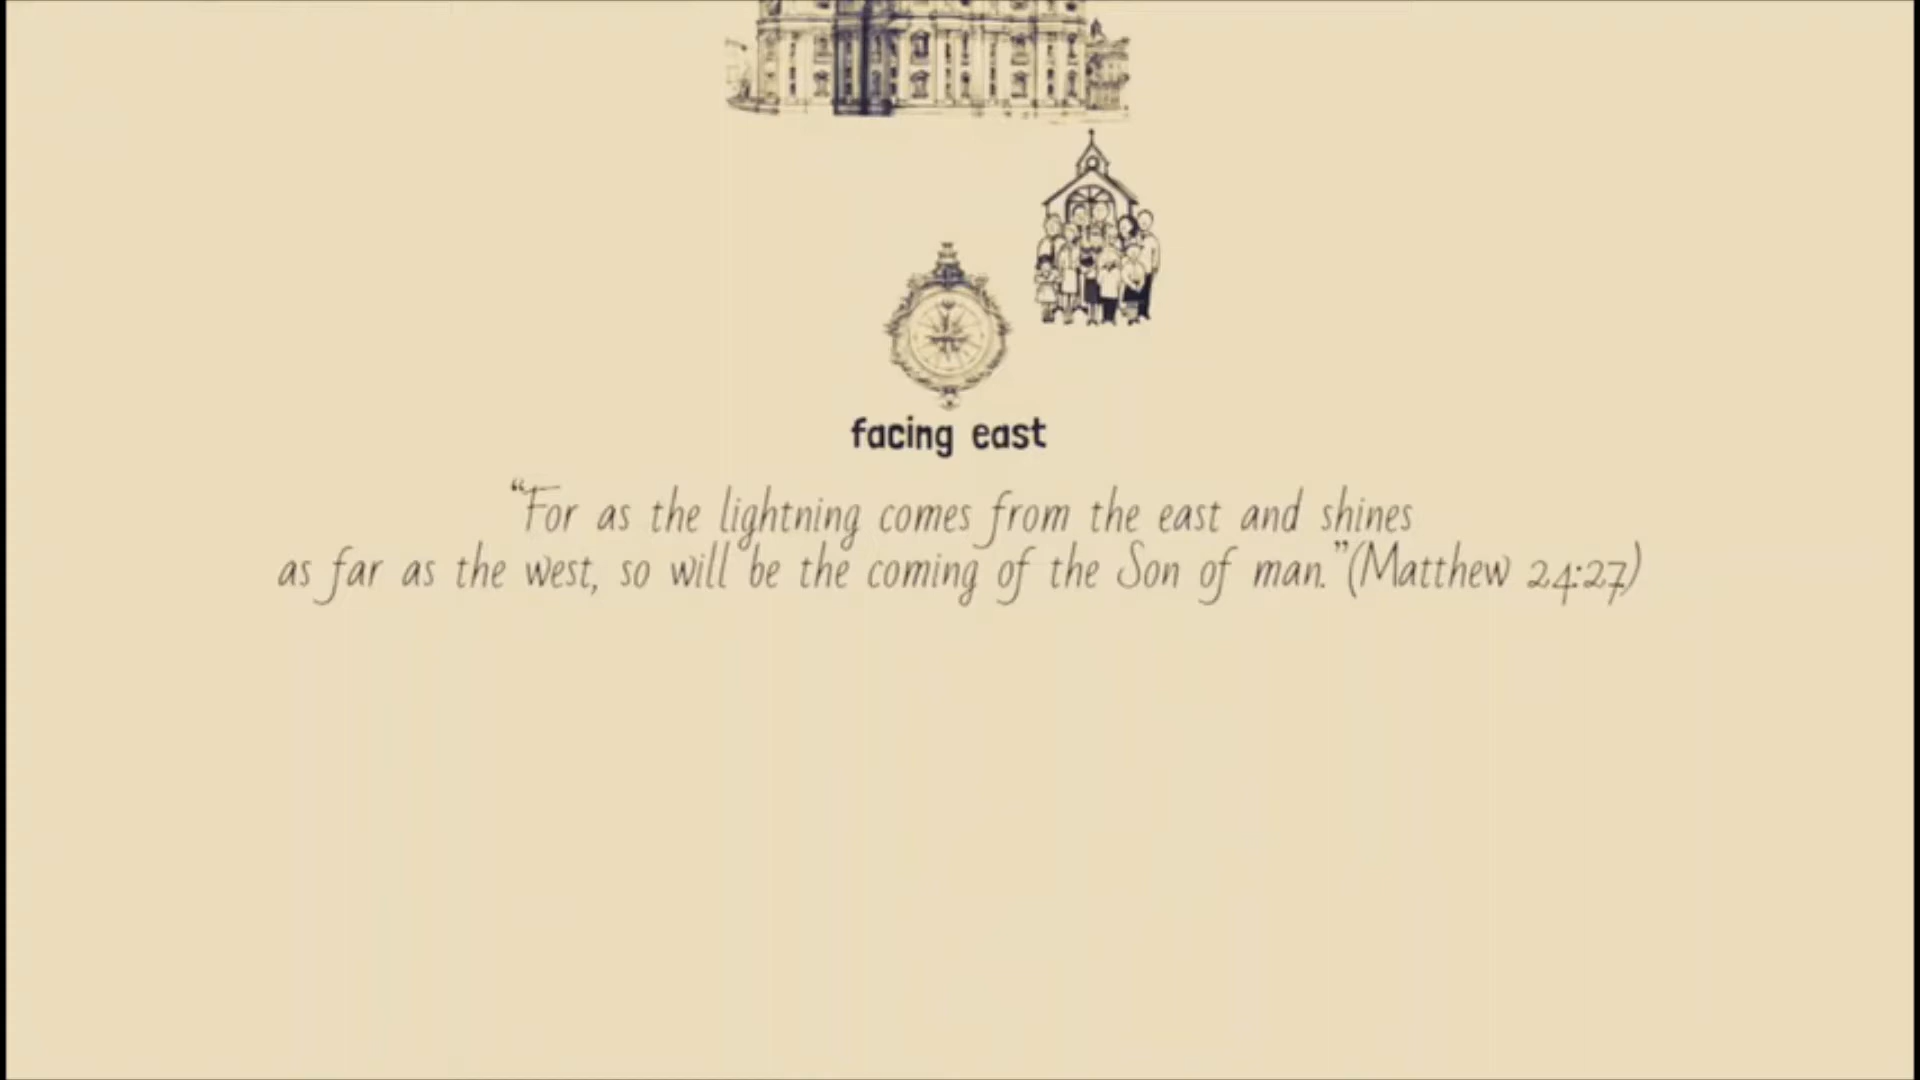 facing east
“For as the lightning comes from the east and shines
as far as the west, so will be the coming of the Son of man.”(Matthew 24:27)